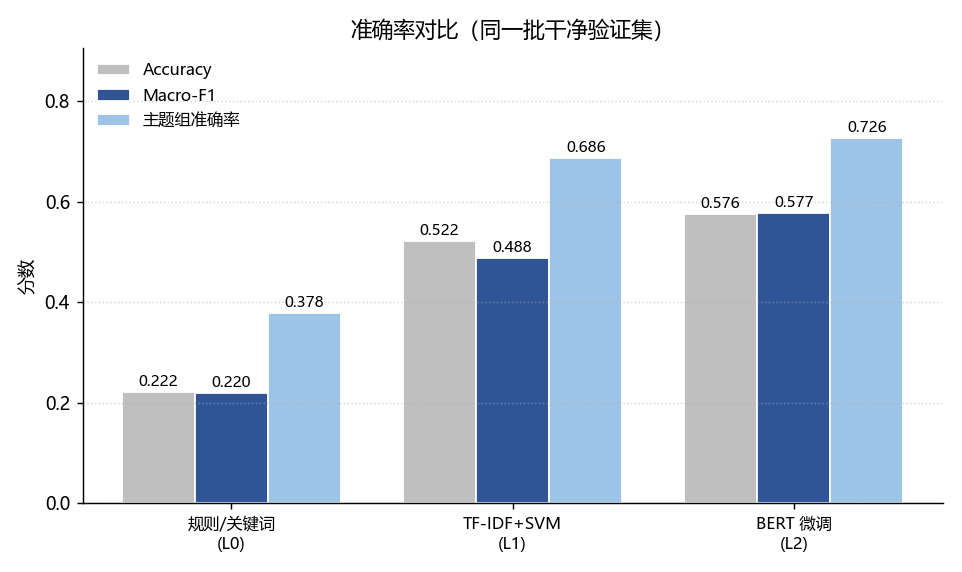 准确率对比（同一批干净验证集）
Accuracy
Macro-F1
主题组准确率
分数
0.8
0.6
0.4
0.2
0.0
0.222
0.220
0.378
0.522
0.488
0.686
0.576
0.577
0.726
规则/关键词
(L0)
TF-IDF+SVM
(L1)
BERT 微调
(L2)